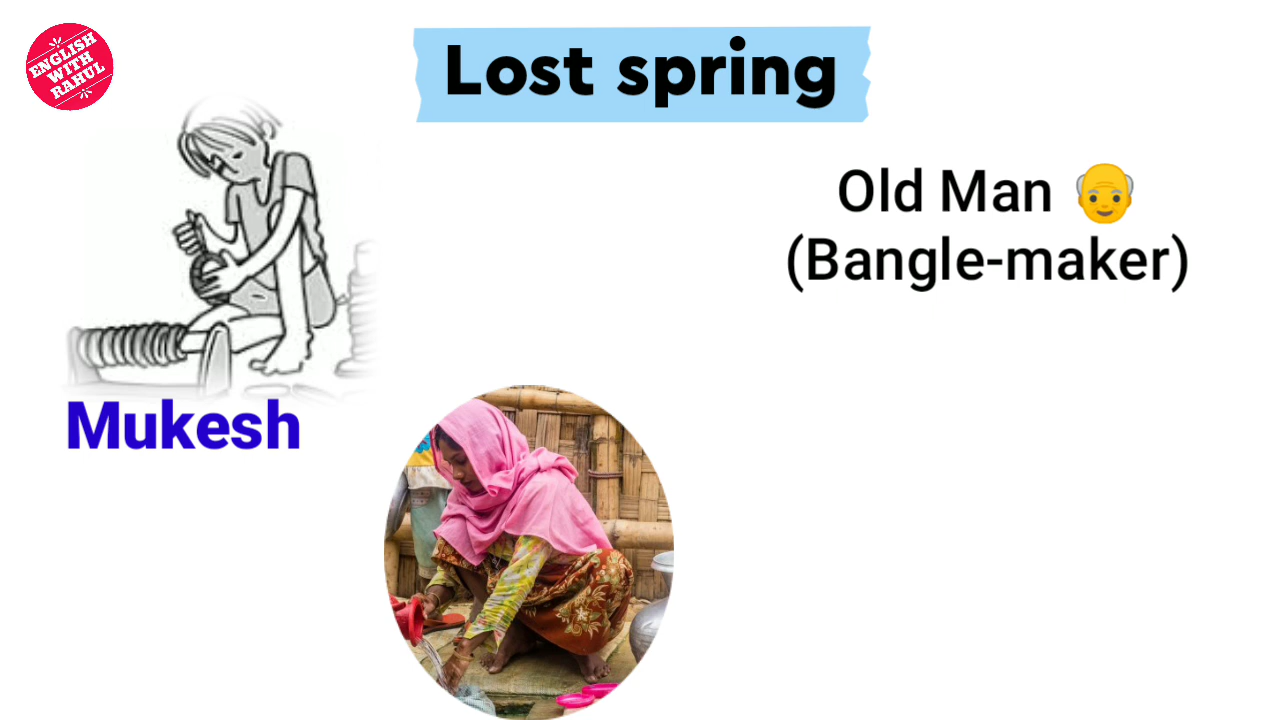 ENGLISH
WITH
RAHUL
Lost spring
Old Man 👴
(Bangle-maker)
Mukesh